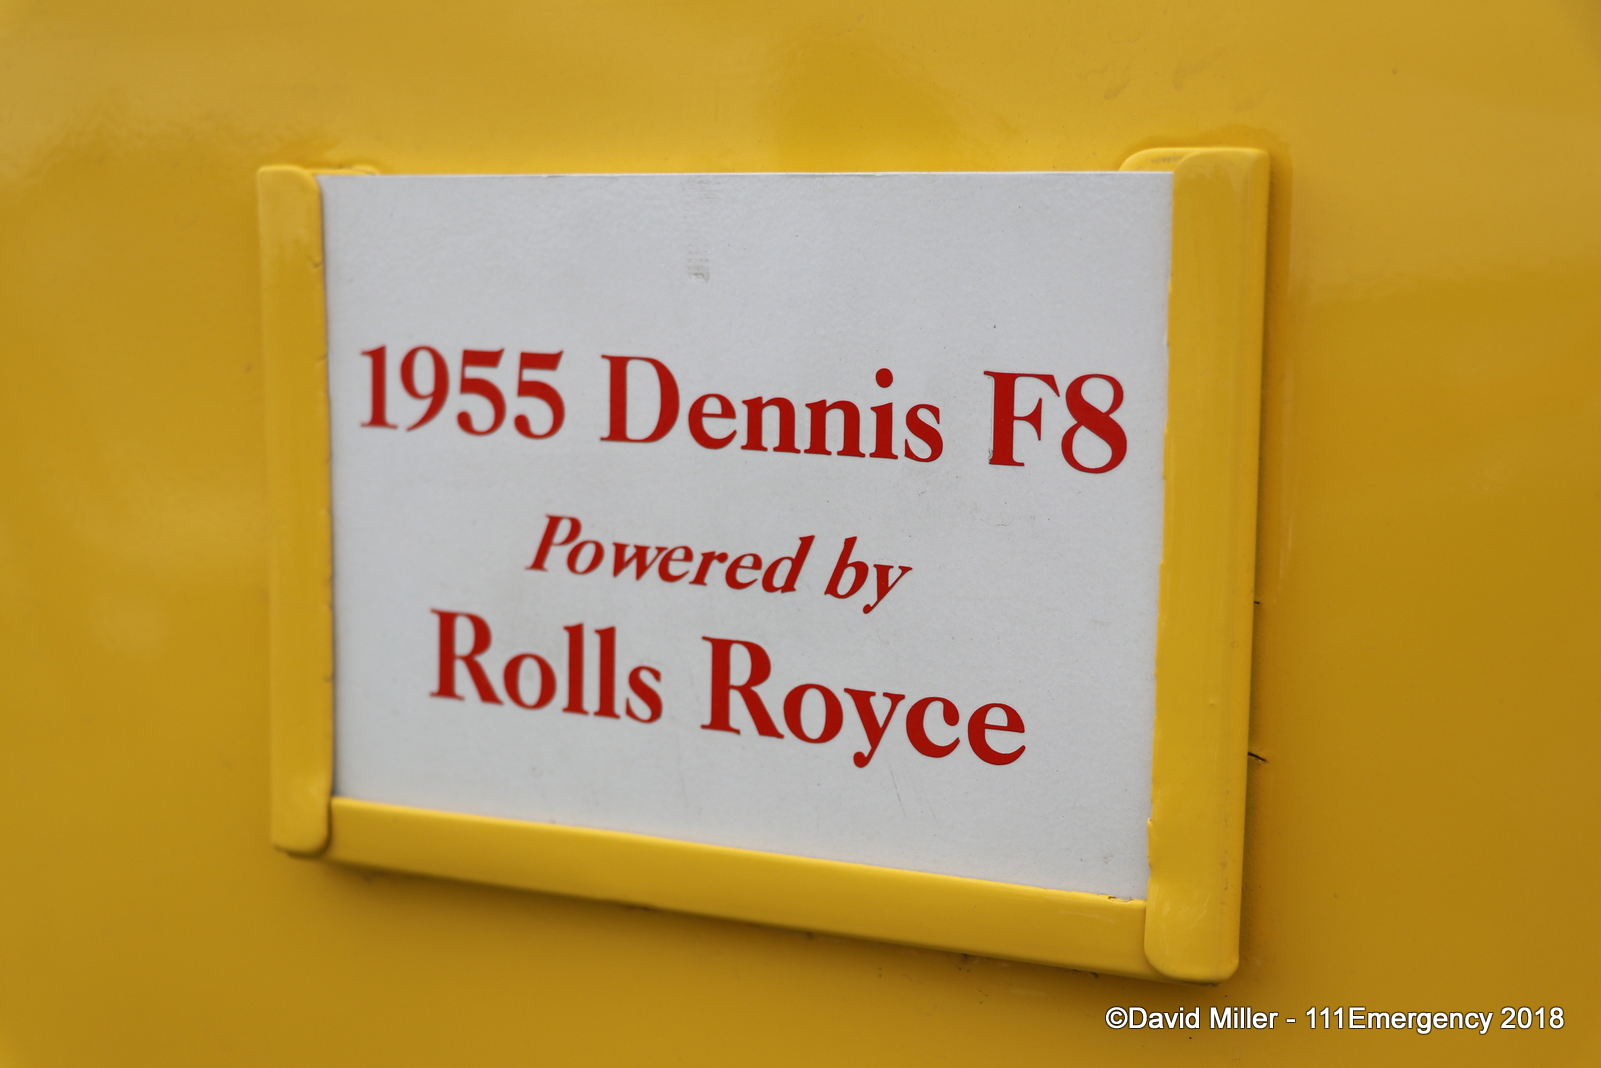 1955 Dennis F8
Powered by
Rolls Royce
©David Miller - 111Emergency 2018